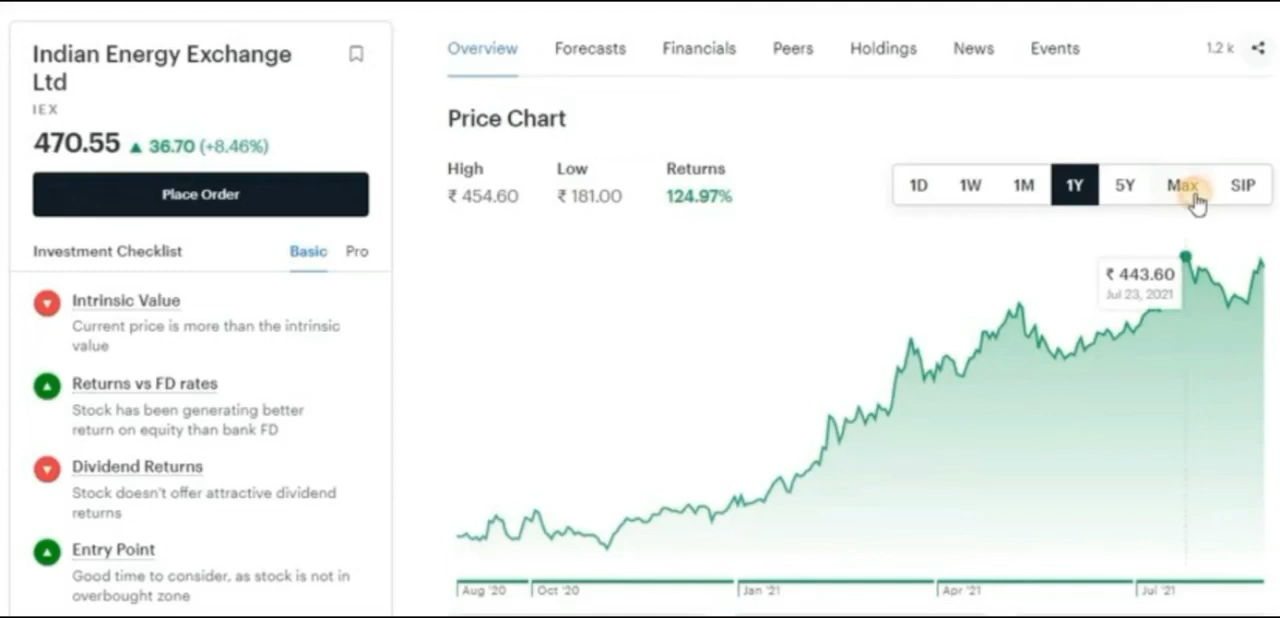 Indian Energy Exchange
Ltd
IEX
470.55 ▲ 36.70 (+8.46%)
Place Order
Investment Checklist Basic Pro
Intrinsic Value
Current price is more than the intrinsic
value
Returns vs FD rates
Stock has been generating better
return on equity than bank FD
Dividend Returns
Stock doesn't offer attractive dividend
returns
Entry Point
Good time to consider, as stock is not in
overbought zone
Overview Forecasts Financials Peers Holdings News Events 1.2 k
Price Chart
High Low Returns
₹ 454.60 ₹ 181.00 124.97%
1D 1W 1M 1Y 5Y Max SIP
₹ 443.60
Jul 23, 2021
Aug '20 Oct '20 Jan '21 Apr '21 Jul '21